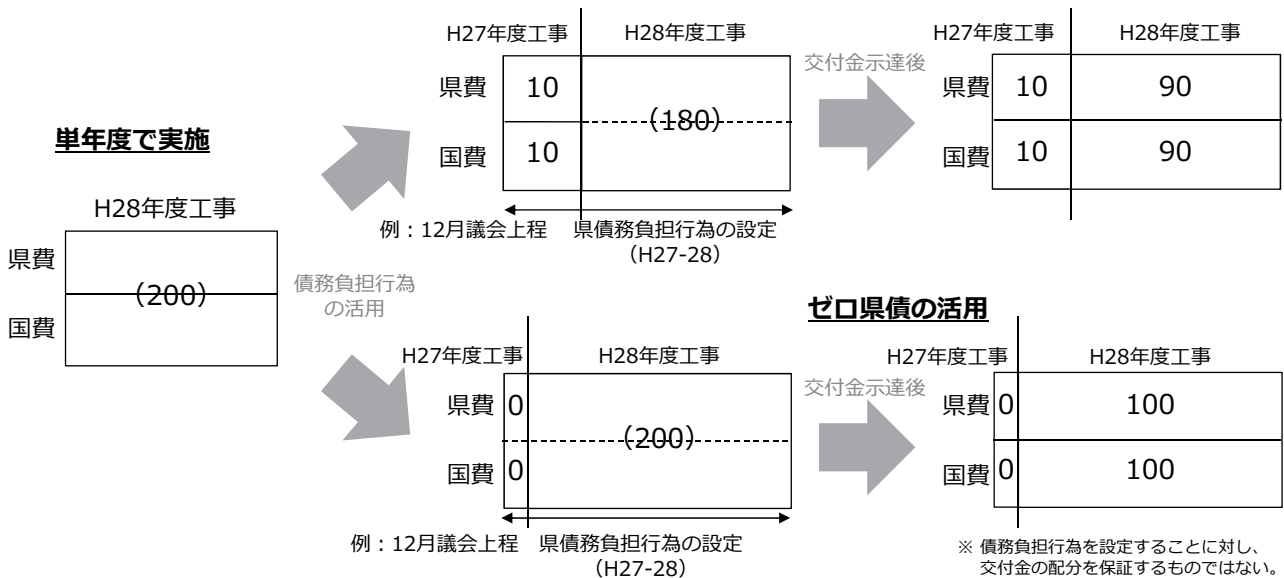 単年度で実施
H28年度工事
県費
(200)
国費
債務負担行為
の活用
H27年度工事 H28年度工事
県費 10
(180)
国費 10
例：12月議会上程 県債務負担行為の設定
(H27-28)
交付金示達後
H27年度工事 H28年度工事
県費 10 90
国費 10 90
H27年度工事 H28年度工事
県費 0
(200)
国費 0
例：12月議会上程 県債務負担行為の設定
(H27-28)
交付金示達後
ゼロ県債の活用
H27年度工事 H28年度工事
県費 0 100
国費 0 100
※ 債務負担行為を設定することに対し、
交付金の配分を保証するものではない。